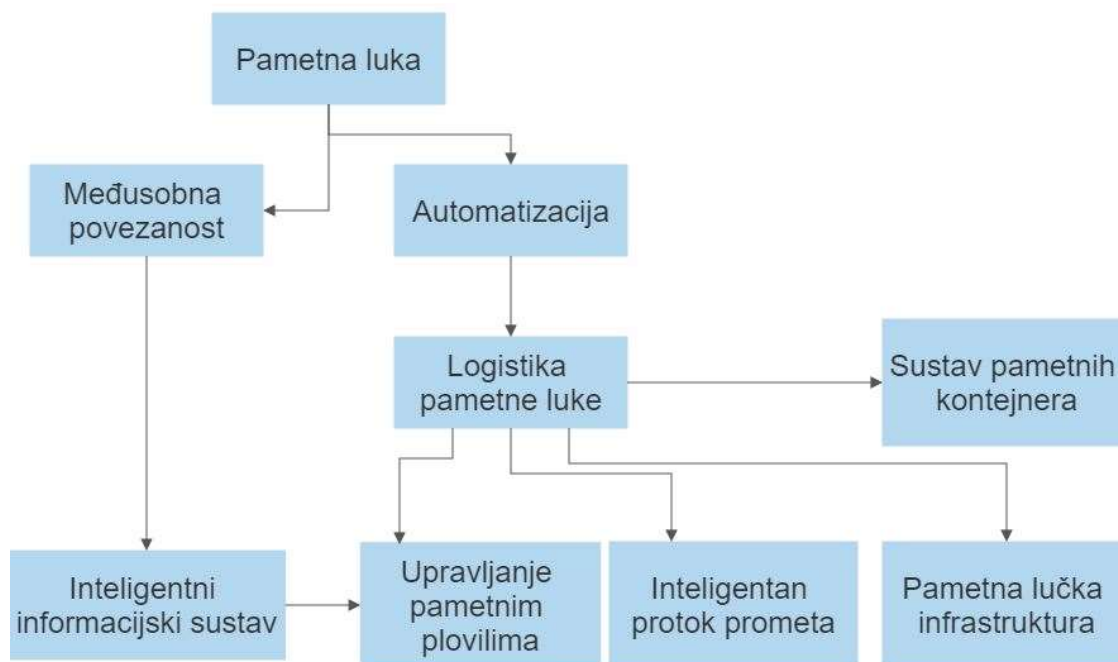 Pametna luka
Međusobna
povezanost
Automatizacija
Logistika
pametne luke
Sustav pametnih
kontejnera
Inteligentni
informacijski sustav
Upravljanje
pametnim
plovilima
Inteligentan
protok prometa
Pametna lučka
infrastruktura